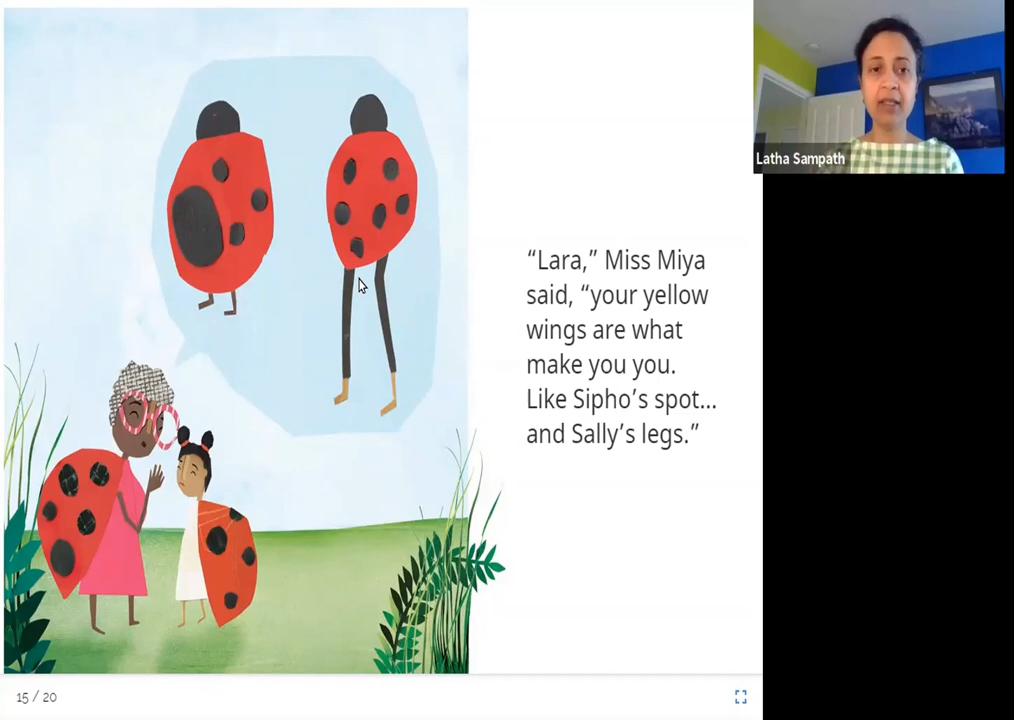 Latha Sampath
“Lara,” Miss Miya
said, “your yellow
wings are what
make you you.
Like Sipho’s spot...
and Sally’s legs.”
15 / 20